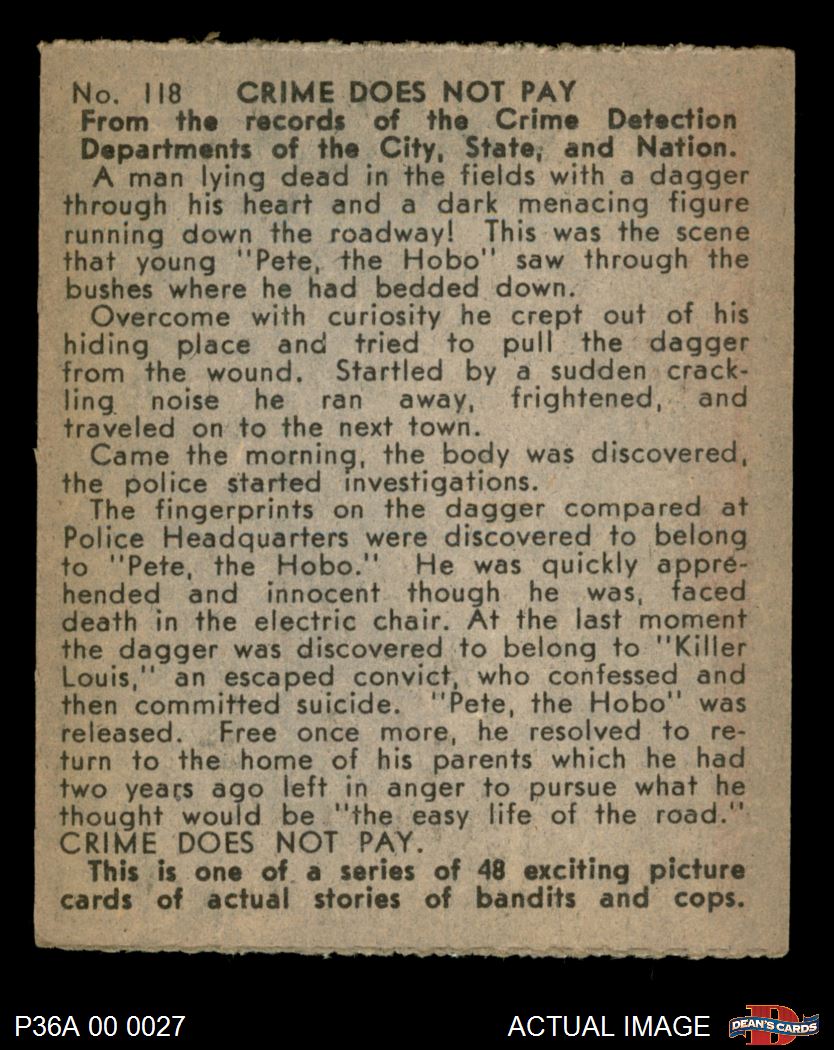 No. 118 CRIME DOES NOT PAY
From the records of the Crime Detection
Departments of the City, State, and Nation.
A man lying dead in the fields with a dagger
through his heart and a dark menacing figure
running down the roadway! This was the scene
that young "Pete, the Hobo" saw through the
bushes where he had bedded down.
Overcome with curiosity he crept out of his
hiding place and tried to pull the dagger
from the wound. Startled by a sudden crack-
ling noise he ran away, frightened, and
traveled on to the next town.
Came the morning, the body was discovered,
the police started investigations.
The fingerprints on the dagger compared at
Police Headquarters were discovered to belong
to "Pete, the Hobo." He was quickly appre-
hended and innocent though he was, faced
death in the electric chair. At the last moment
the dagger was discovered to belong to "Killer
Louis," an escaped convict, who confessed and
then committed suicide. "Pete, the Hobo" was
released. Free once more, he resolved to re-
turn to the home of his parents which he had
two years ago left in anger to pursue what he
thought would be "the easy life of the road."
CRIME DOES NOT PAY.
This is one of a series of 48 exciting picture
cards of actual stories of bandits and cops.
P36A 00 0027 ACTUAL IMAGE D DEAN'S CARDS